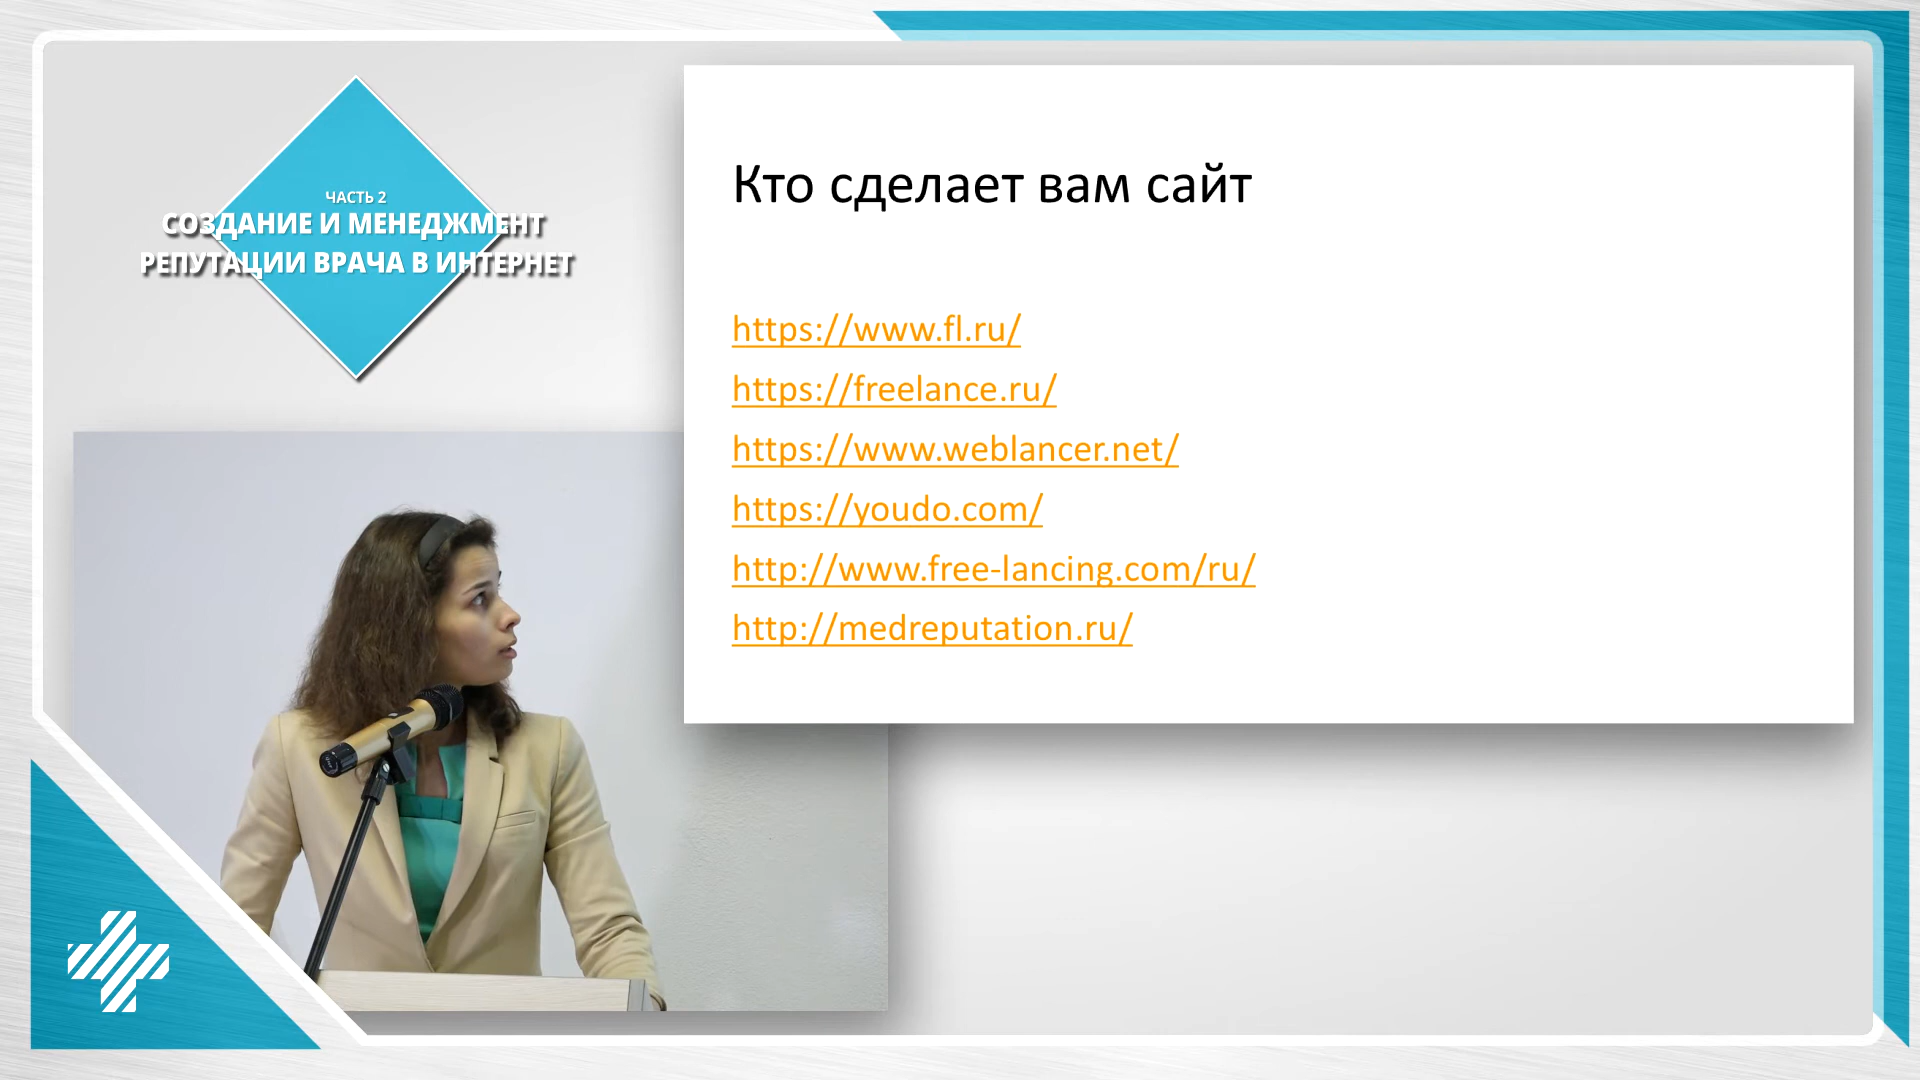 ЧАСТЬ 2
СОЗДАНИЕ И МЕНЕДЖМЕНТ
РЕПУТАЦИИ ВРАЧА В ИНТЕРНЕТ
Кто сделает вам сайт
https://www.fl.ru/
https://freelance.ru/
https://www.weblancer.net/
https://youdo.com/
http://www.free-lancing.com/ru/
http://medreputation.ru/